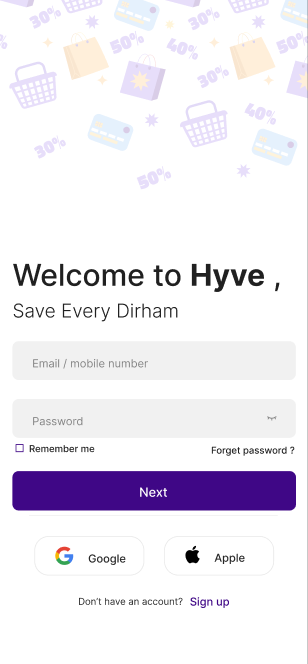 30%
30%
50%
40%
50%
30%
40%
30%
50%
Welcome to Hyve ,
Save Every Dirham
Email / mobile number
Password
Remember me
Forget password ?
Next
Google
Apple
Don't have an account? Sign up